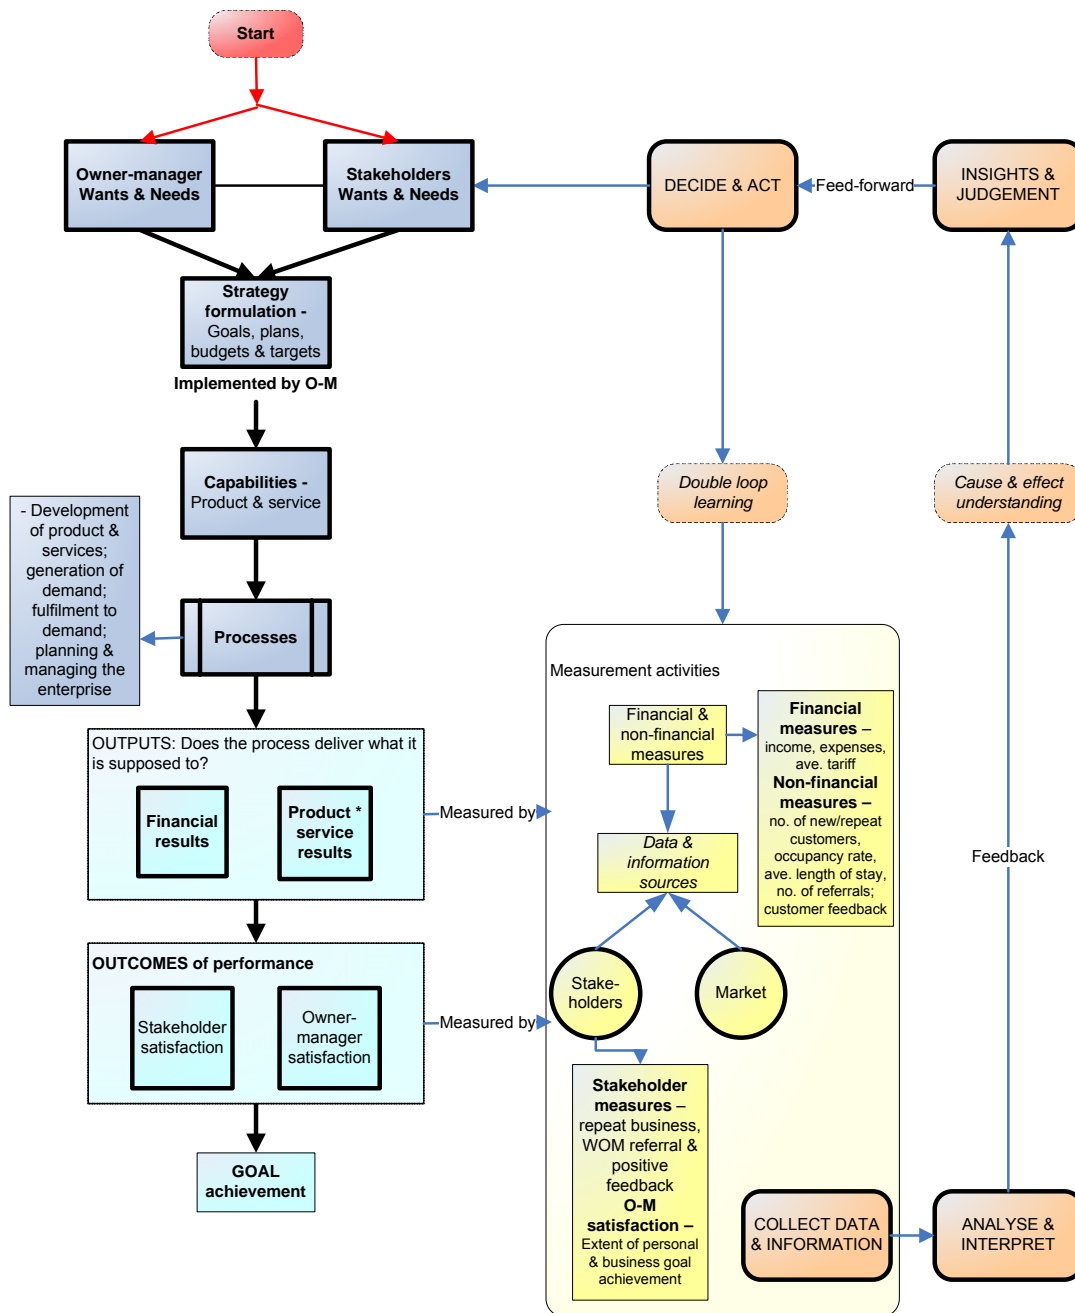 Start
Owner-manager
Wants & Needs
Stakeholders
Wants & Needs
DECIDE & ACT
Feed-forward
INSIGHTS &
JUDGEMENT
Strategy
formulation -
Goals, plans,
budgets & targets
Implemented by O-M
Capabilities -
Product & service
Double loop
learning
Cause & effect
understanding
- Development
of product &
services;
generation of
demand;
fulfilment to
demand;
planning &
managing the
enterprise
Processes
Measurement activities
Financial &
non-financial
measures
Financial
measures –
income, expenses,
ave. tariff
Non-financial
measures –
no. of new/repeat
customers,
occupancy rate,
ave. length of stay,
no. of referrals;
customer feedback
OUTPUTS: Does the process deliver what it
is supposed to?
Financial
results
Product *
service
results
Measured by
Data &
information
sources
Feedback
OUTCOMES of performance
Stakeholder
satisfaction
Owner-
manager
satisfaction
Measured by
Stake-
holders
Market
Stakeholder
measures –
repeat business,
WOM referral &
positive
feedback
O-M
satisfaction –
Extent of personal
& business goal
achievement
GOAL
achievement
COLLECT DATA
& INFORMATION
ANALYSE &
INTERPRET